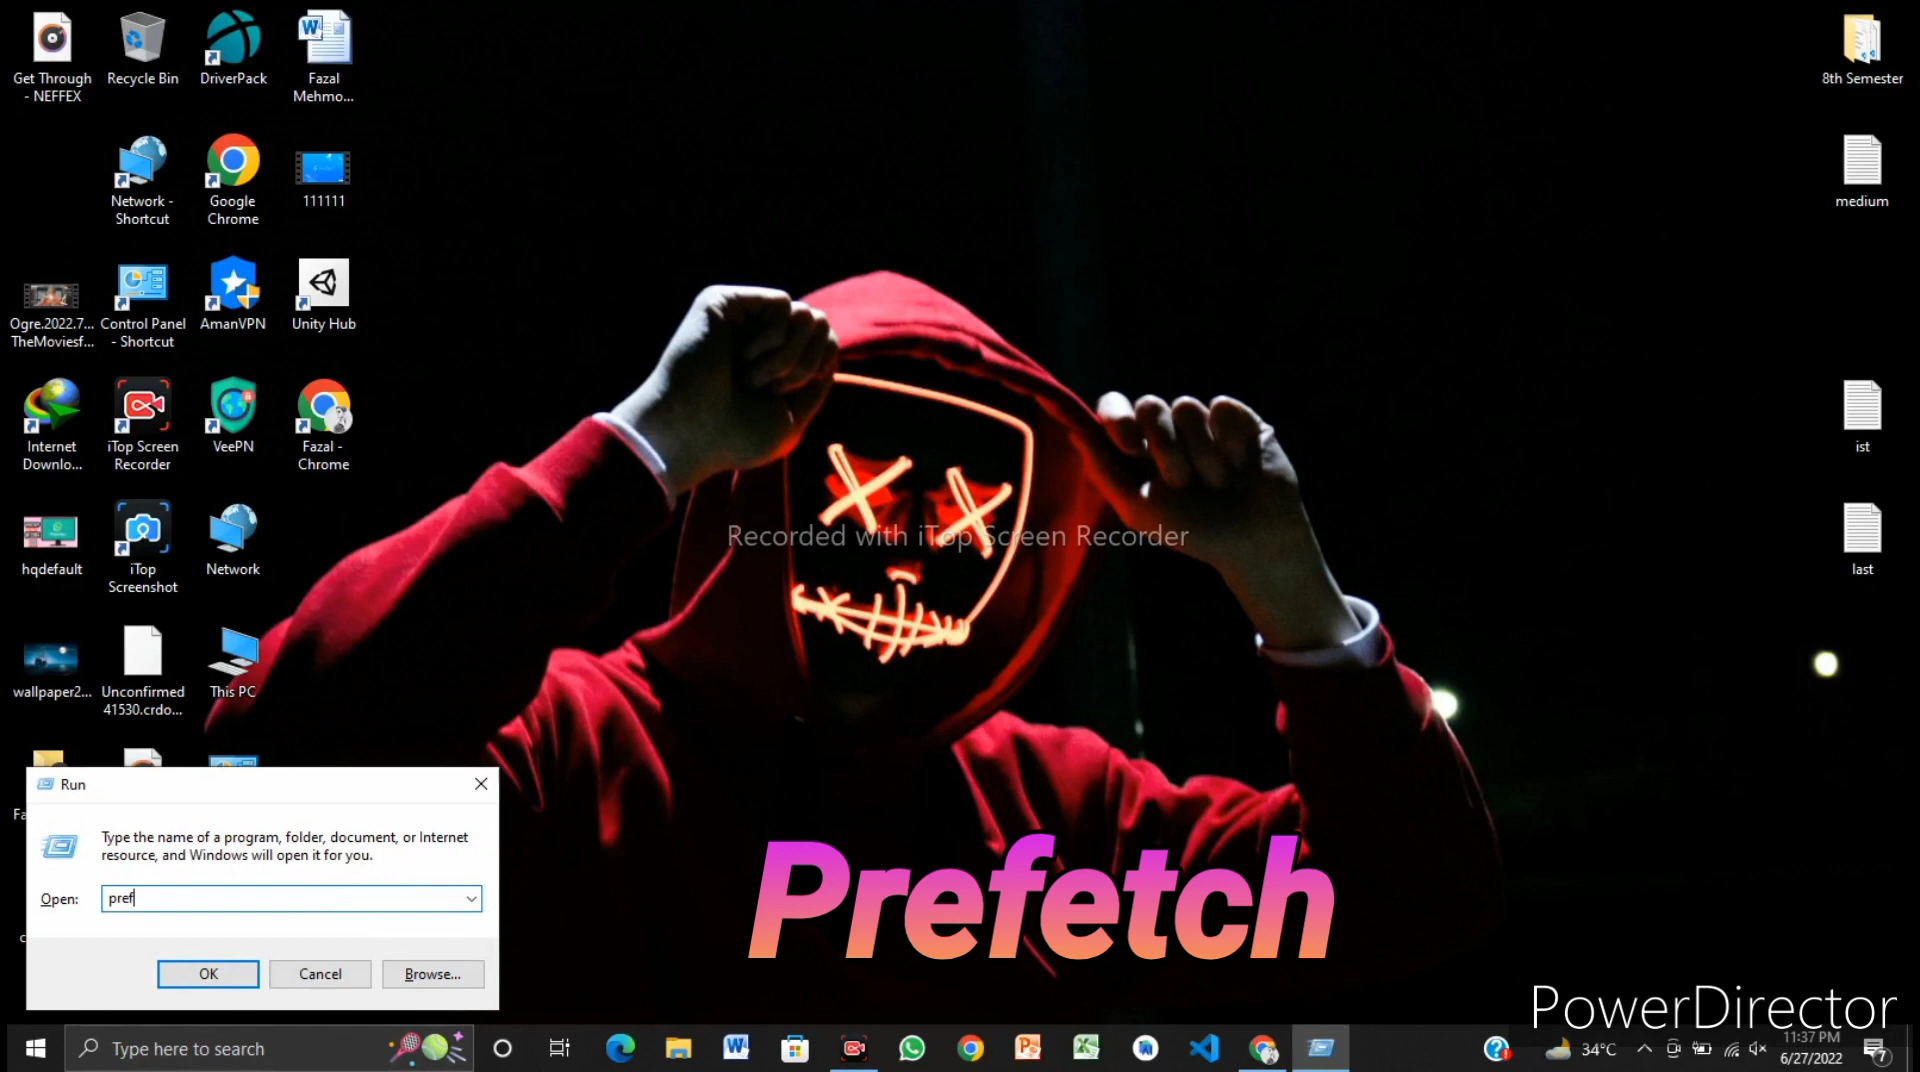 Get Through
- NEFFEX
Recycle Bin
DriverPack
Fazal
Mehmo...
8th Semester
Network -
Shortcut
Google
Chrome
111111
medium
Ogre.2022.7...
TheMoviesf...
Control Panel
- Shortcut
AmanVPN
Unity Hub
Internet
Downlo...
iTop Screen
Recorder
VeePN
Fazal -
Chrome
ist
hqdefault
iTop
Screenshot
Network
last
Recorded with iTop Screen Recorder
wallpaper2...
Unconfirmed
41530.crdo...
This PC
Run
Type the name of a program, folder, document, or Internet
resource, and Windows will open it for you.
Open:
pref
OK
Cancel
Browse...
Prefetch
PowerDirector
Type here to search
34°C
11:37 PM
6/27/2022
7